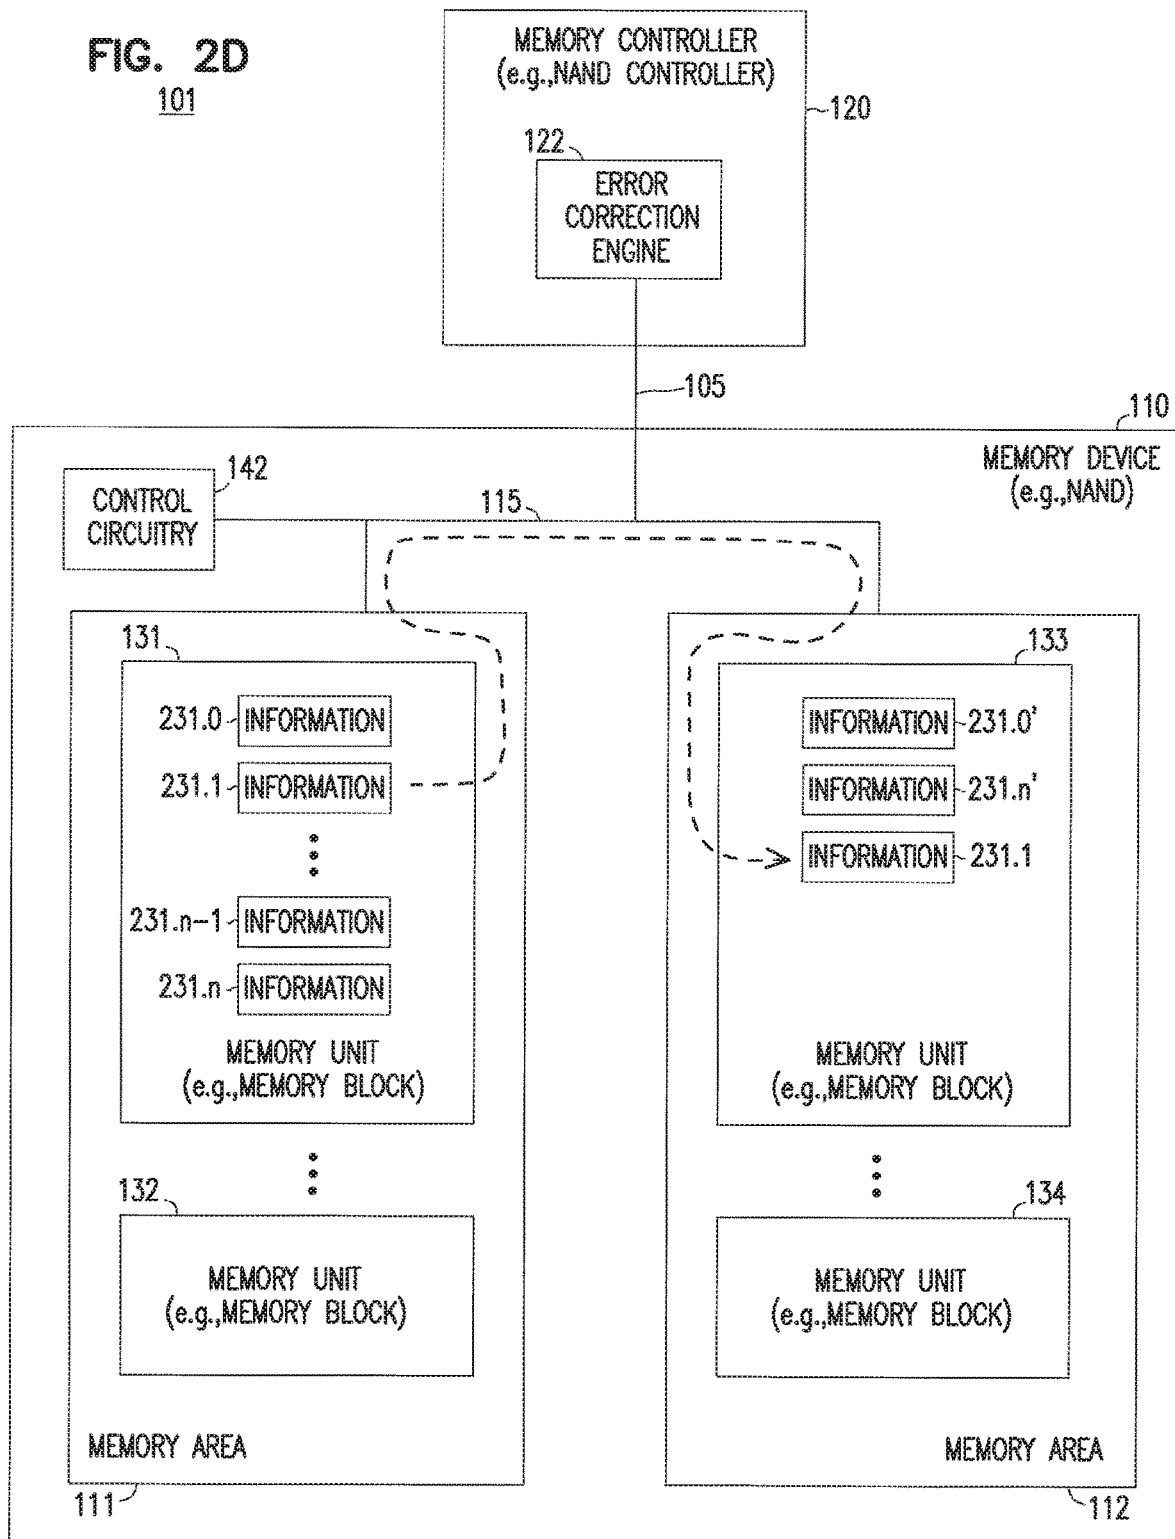 FIG. 2D
101
MEMORY CONTROLLER
(e.g.,NAND CONTROLLER)
120
122
ERROR
CORRECTION
ENGINE
105
110
MEMORY DEVICE
(e.g.,NAND)
142
CONTROL
CIRCUITRY
115
131
231.0
INFORMATION
231.1
INFORMATION
231.n-1
INFORMATION
231.n
INFORMATION
MEMORY UNIT
(e.g.,MEMORY BLOCK)
132
MEMORY UNIT
(e.g.,MEMORY BLOCK)
MEMORY AREA
111
133
INFORMATION
231.0'
INFORMATION
231.n'
INFORMATION
231.1
MEMORY UNIT
(e.g.,MEMORY BLOCK)
134
MEMORY UNIT
(e.g.,MEMORY BLOCK)
MEMORY AREA
112